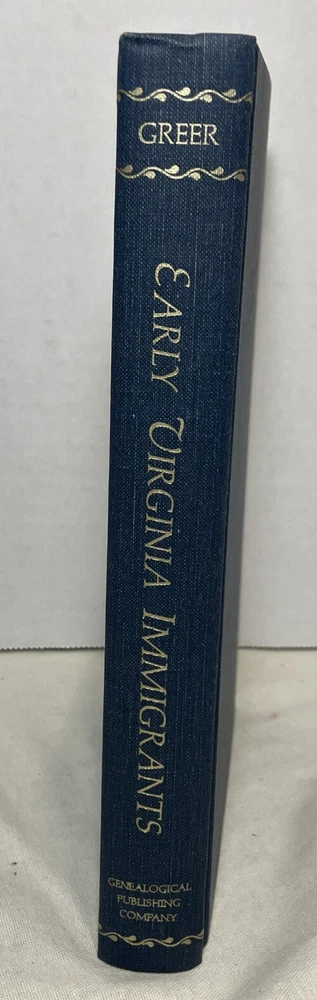 GREER
EARLY VIRGINIA IMMIGRANTS
GENEALOGICAL
PUBLISHING
COMPANY